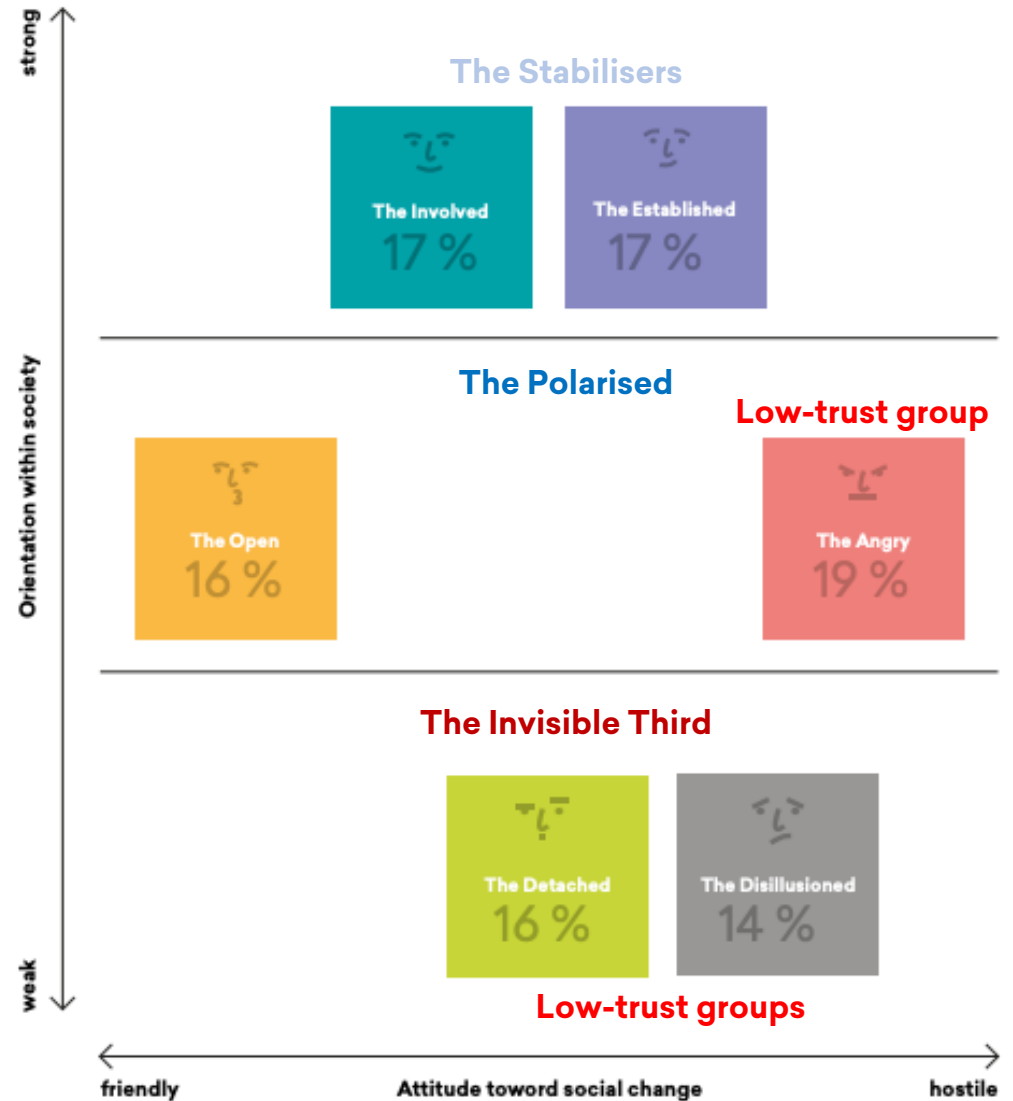 strong
The Stabilisers
The Involved
17 %
The Established
17 %
Orientation within society
The Polarised
Low-trust group
The Open
16 %
The Angry
19 %
The Invisible Third
The Detached
16 %
The Disillusioned
14 %
weak
Low-trust groups
friendly
Attitude toword social change
hostile